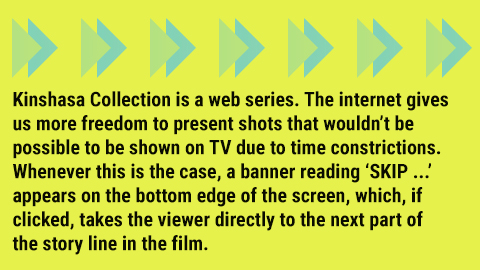 Kinshasa Collection is a web series. The internet gives
us more freedom to present shots that wouldn’t be
possible to be shown on TV due to time constrictions.
Whenever this is the case, a banner reading ‘SKIP ...’
appears on the bottom edge of the screen, which, if
clicked, takes the viewer directly to the next part of
the story line in the film.